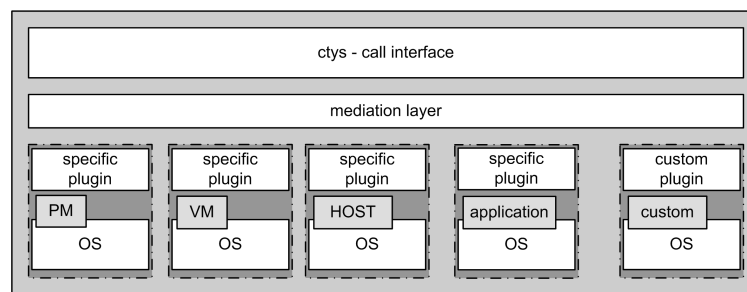 ctys - call interface
mediation layer
specific
plugin
PM
OS
specific
plugin
VM
OS
specific
plugin
HOST
OS
specific
plugin
application
OS
custom
plugin
custom
OS